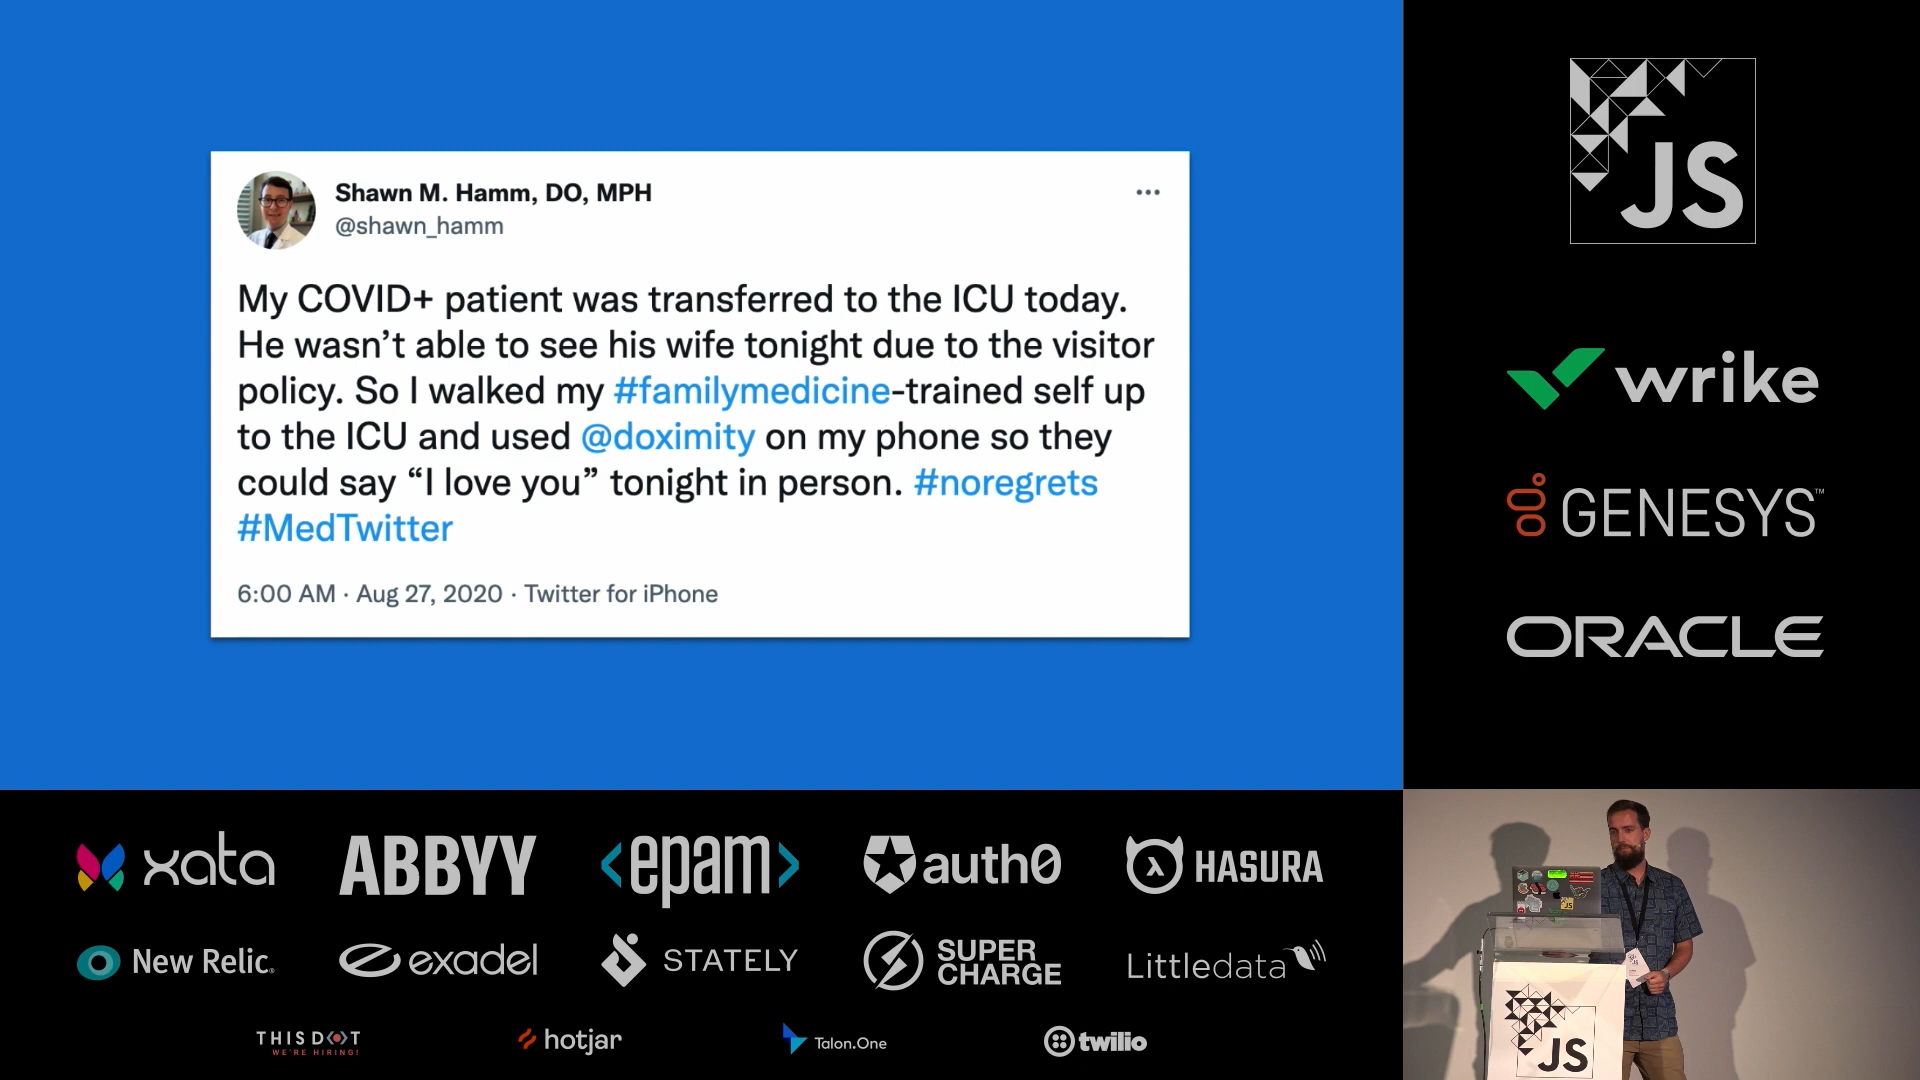 Shawn M. Hamm, DO, MPH
@shawn_hamm
My COVID+ patient was transferred to the ICU today.
He wasn’t able to see his wife tonight due to the visitor
policy. So I walked my #familymedicine-trained self up
to the ICU and used @doximity on my phone so they
could say “I love you” tonight in person. #noregrets
#MedTwitter
6:00 AM · Aug 27, 2020 · Twitter for iPhone
JS
wrike
GENESYS™
ORACLE
xata
ABBYY
<epam>
auth0
HASURA
New Relic®
exadel
STATELY
SUPER
CHARGE
Littledata
THIS DOT
WE'RE HIRING!
hotjar
Talon.One
twilio
JS